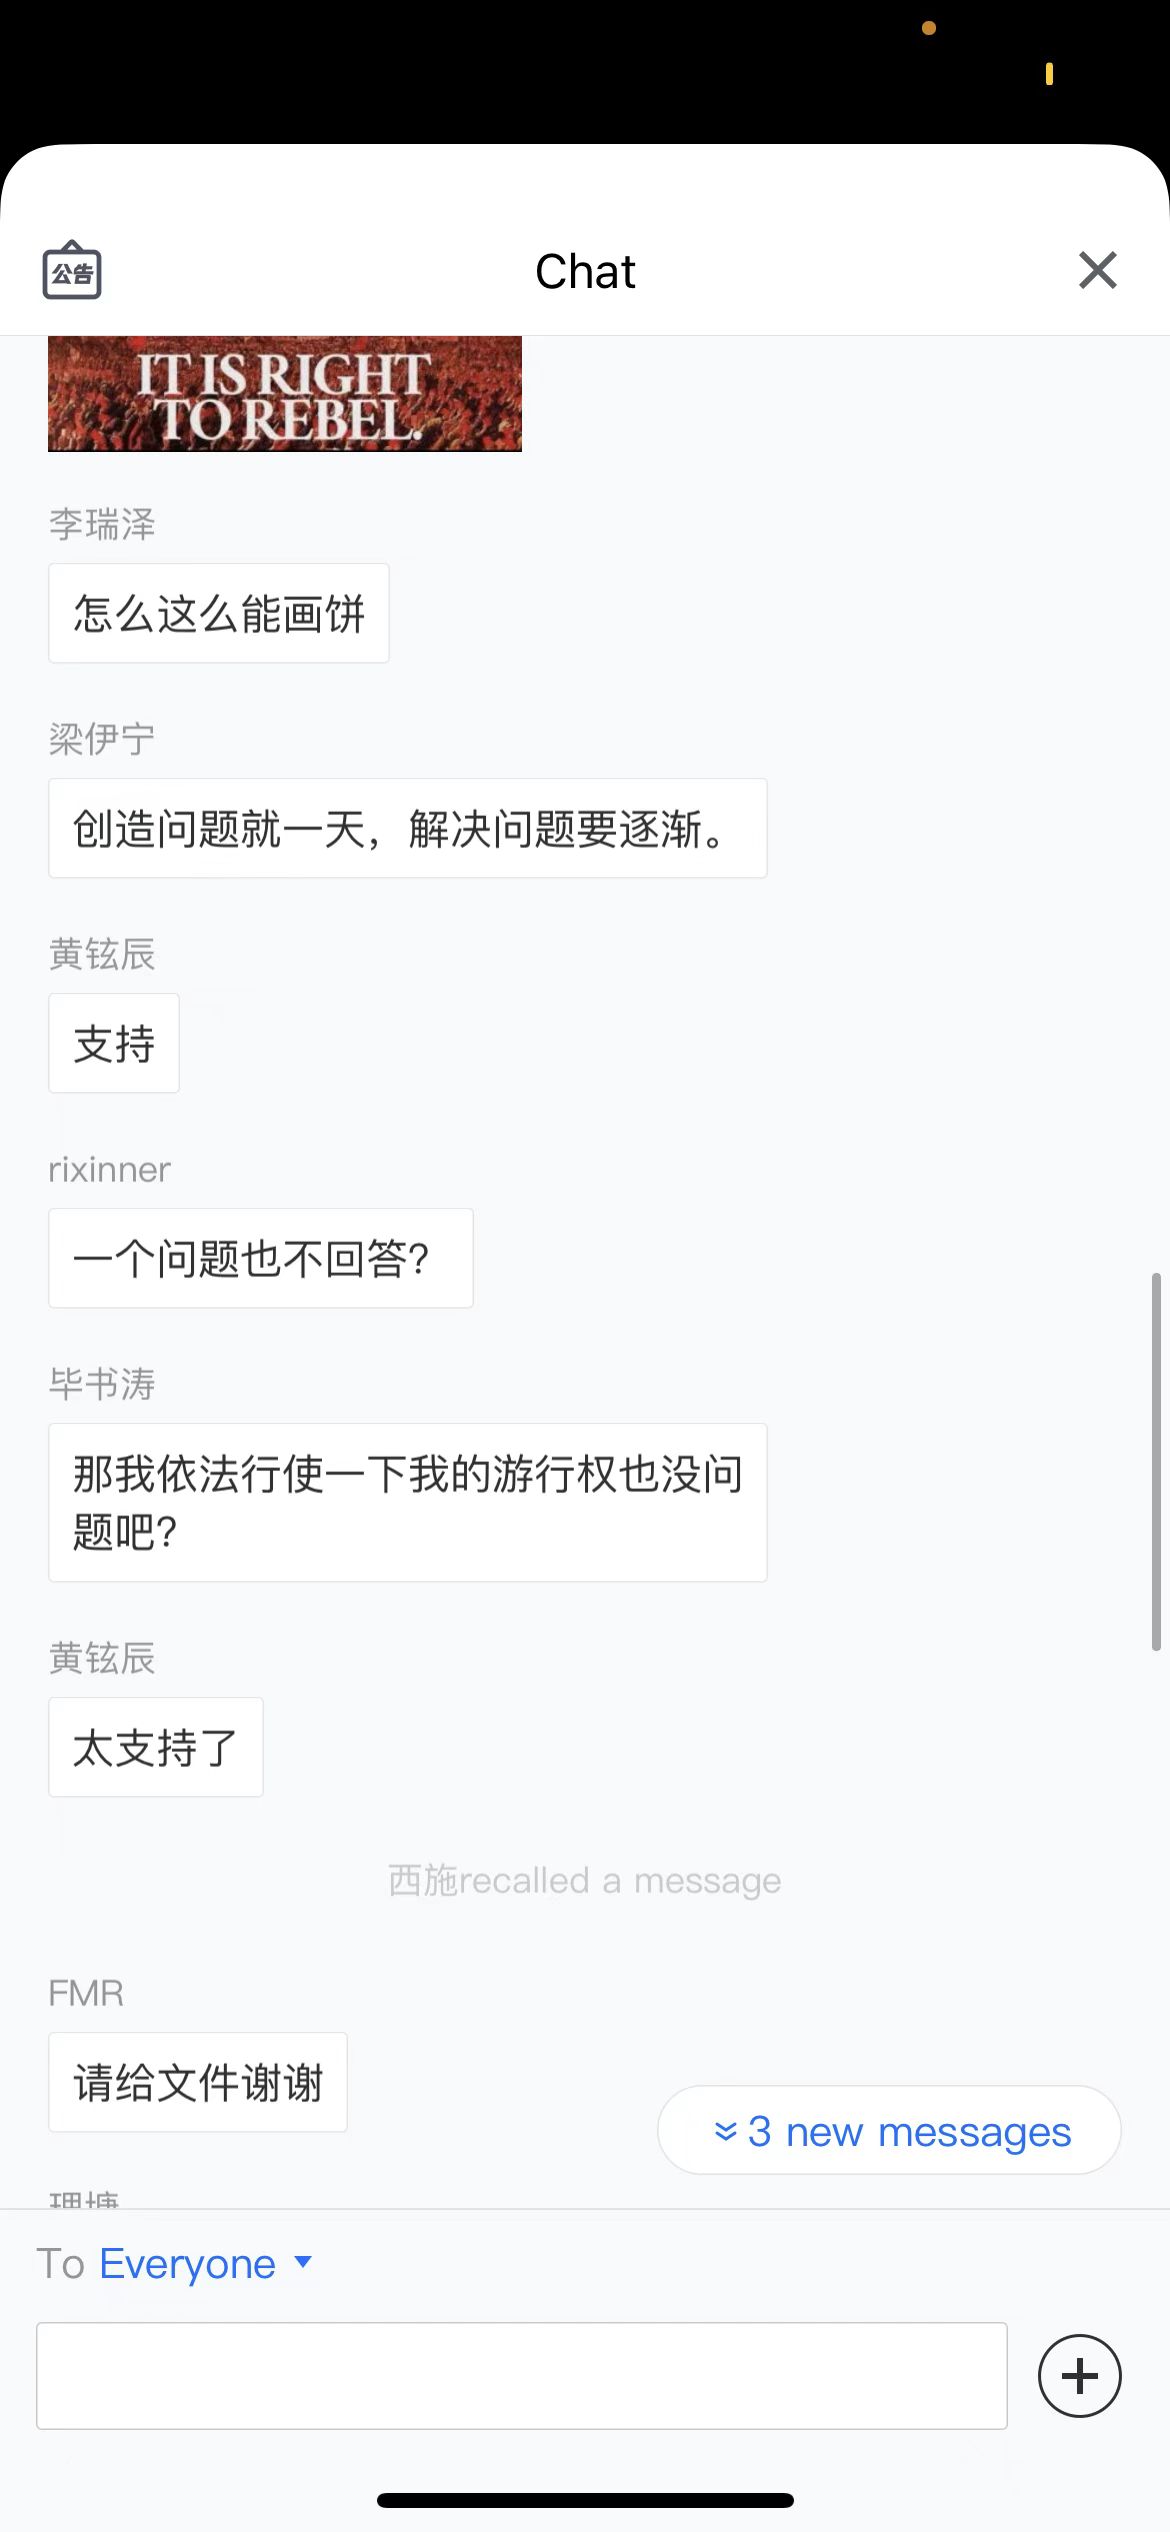 公告
Chat
IT IS RIGHT
TO REBEL.
李瑞泽
怎么这么能画饼
梁伊宁
创造问题就一天，解决问题要逐渐。
黄铉辰
支持
rixinner
一个问题也不回答?
毕书涛
那我依法行使一下我的游行权也没问
题吧?
黄铉辰
太支持了
西施recalled a message
FMR
请给文件谢谢
3 new messages
To Everyone